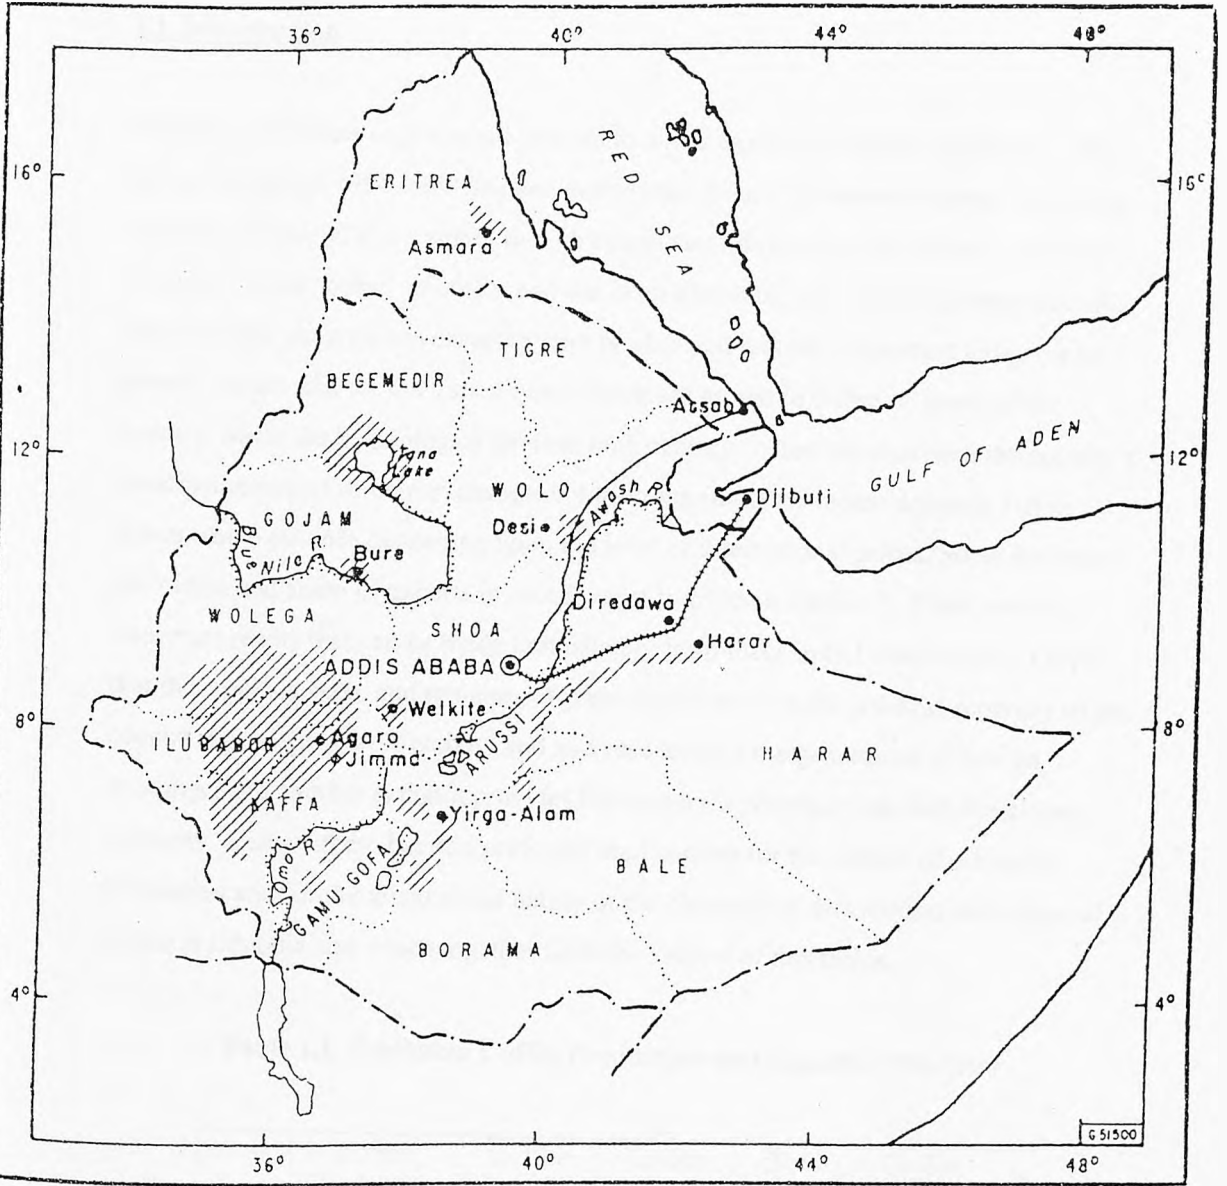 36°
40°
44°
48°
16°
16°
RED
SEA
ERITREA
Asmara
TIGRE
BEGEMEDIR
Assab
12°
12°
Tana
Lake
GULF OF ADEN
WOLO
Awash R.
Djibuti
Desi
GOJAM
Blue Nile R.
Bure
WOLEGA
SHOA
Diredawa
Harar
ADDIS ABABA
Welkite
8°
8°
ILUBABOR
Agaro
Jimma
ARUSSI
HARAR
KAFFA
Yirga-Alam
Omo R.
GAMU-GOFA
BALE
BORAMA
4°
4°
G 51500
36°
40°
44°
48°